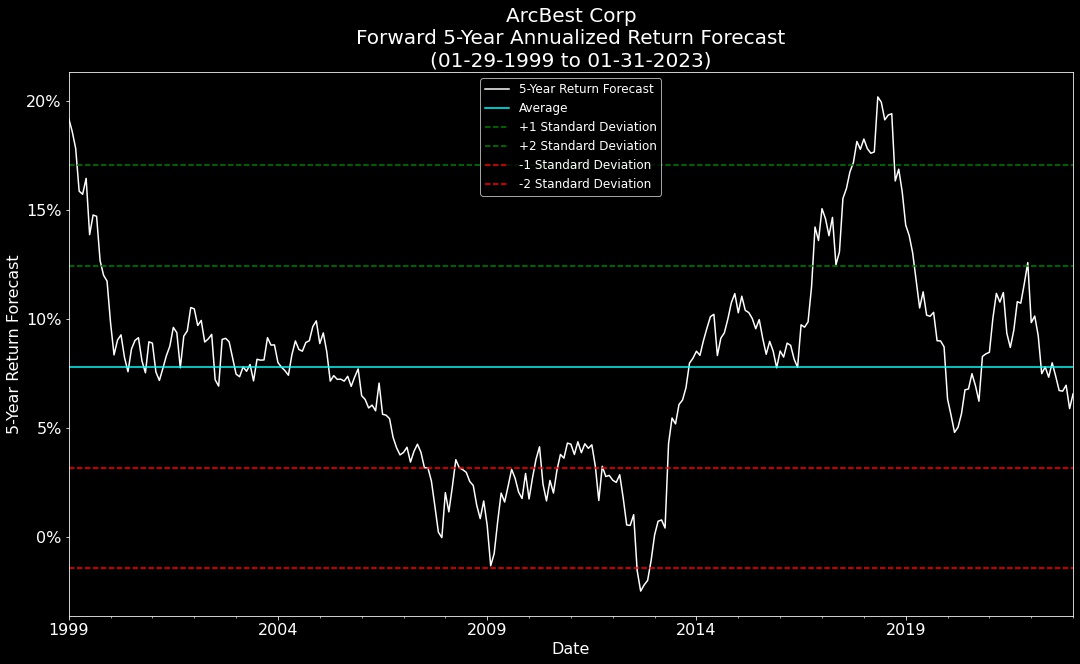 ArcBest Corp
Forward 5-Year Annualized Return Forecast
(01-29-1999 to 01-31-2023)
5-Year Return Forecast
Average
+1 Standard Deviation
+2 Standard Deviation
-1 Standard Deviation
-2 Standard Deviation
5-Year Return Forecast
20%
15%
10%
5%
0%
1999
2004
2009
2014
2019
Date